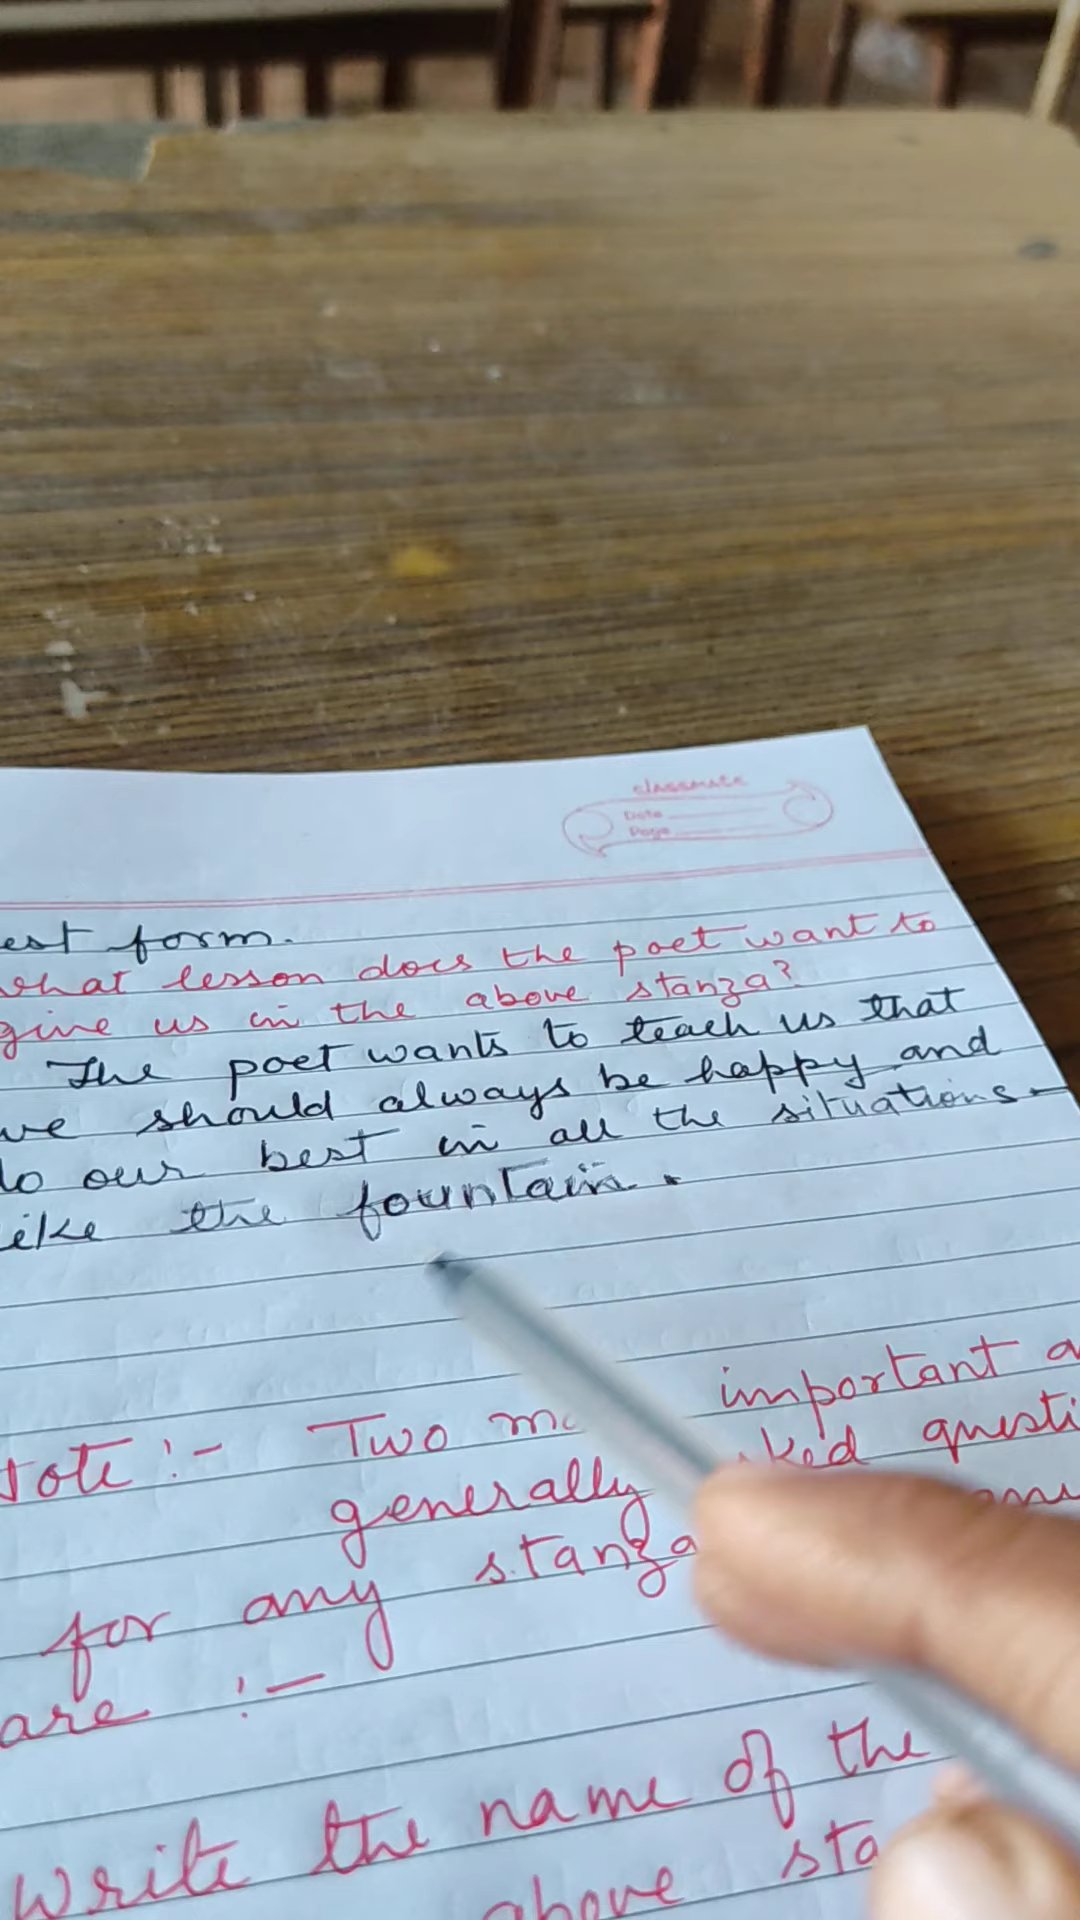 classmate
Date
Page
est form.
what lesson does the poet want to
give us in the above stanza?
The poet wants to teach us that
we should always be happy and
do our best in all the situations-
like the fountain.
Note :- Two important
generally
for any stanza
are :-
Write the name of the
above